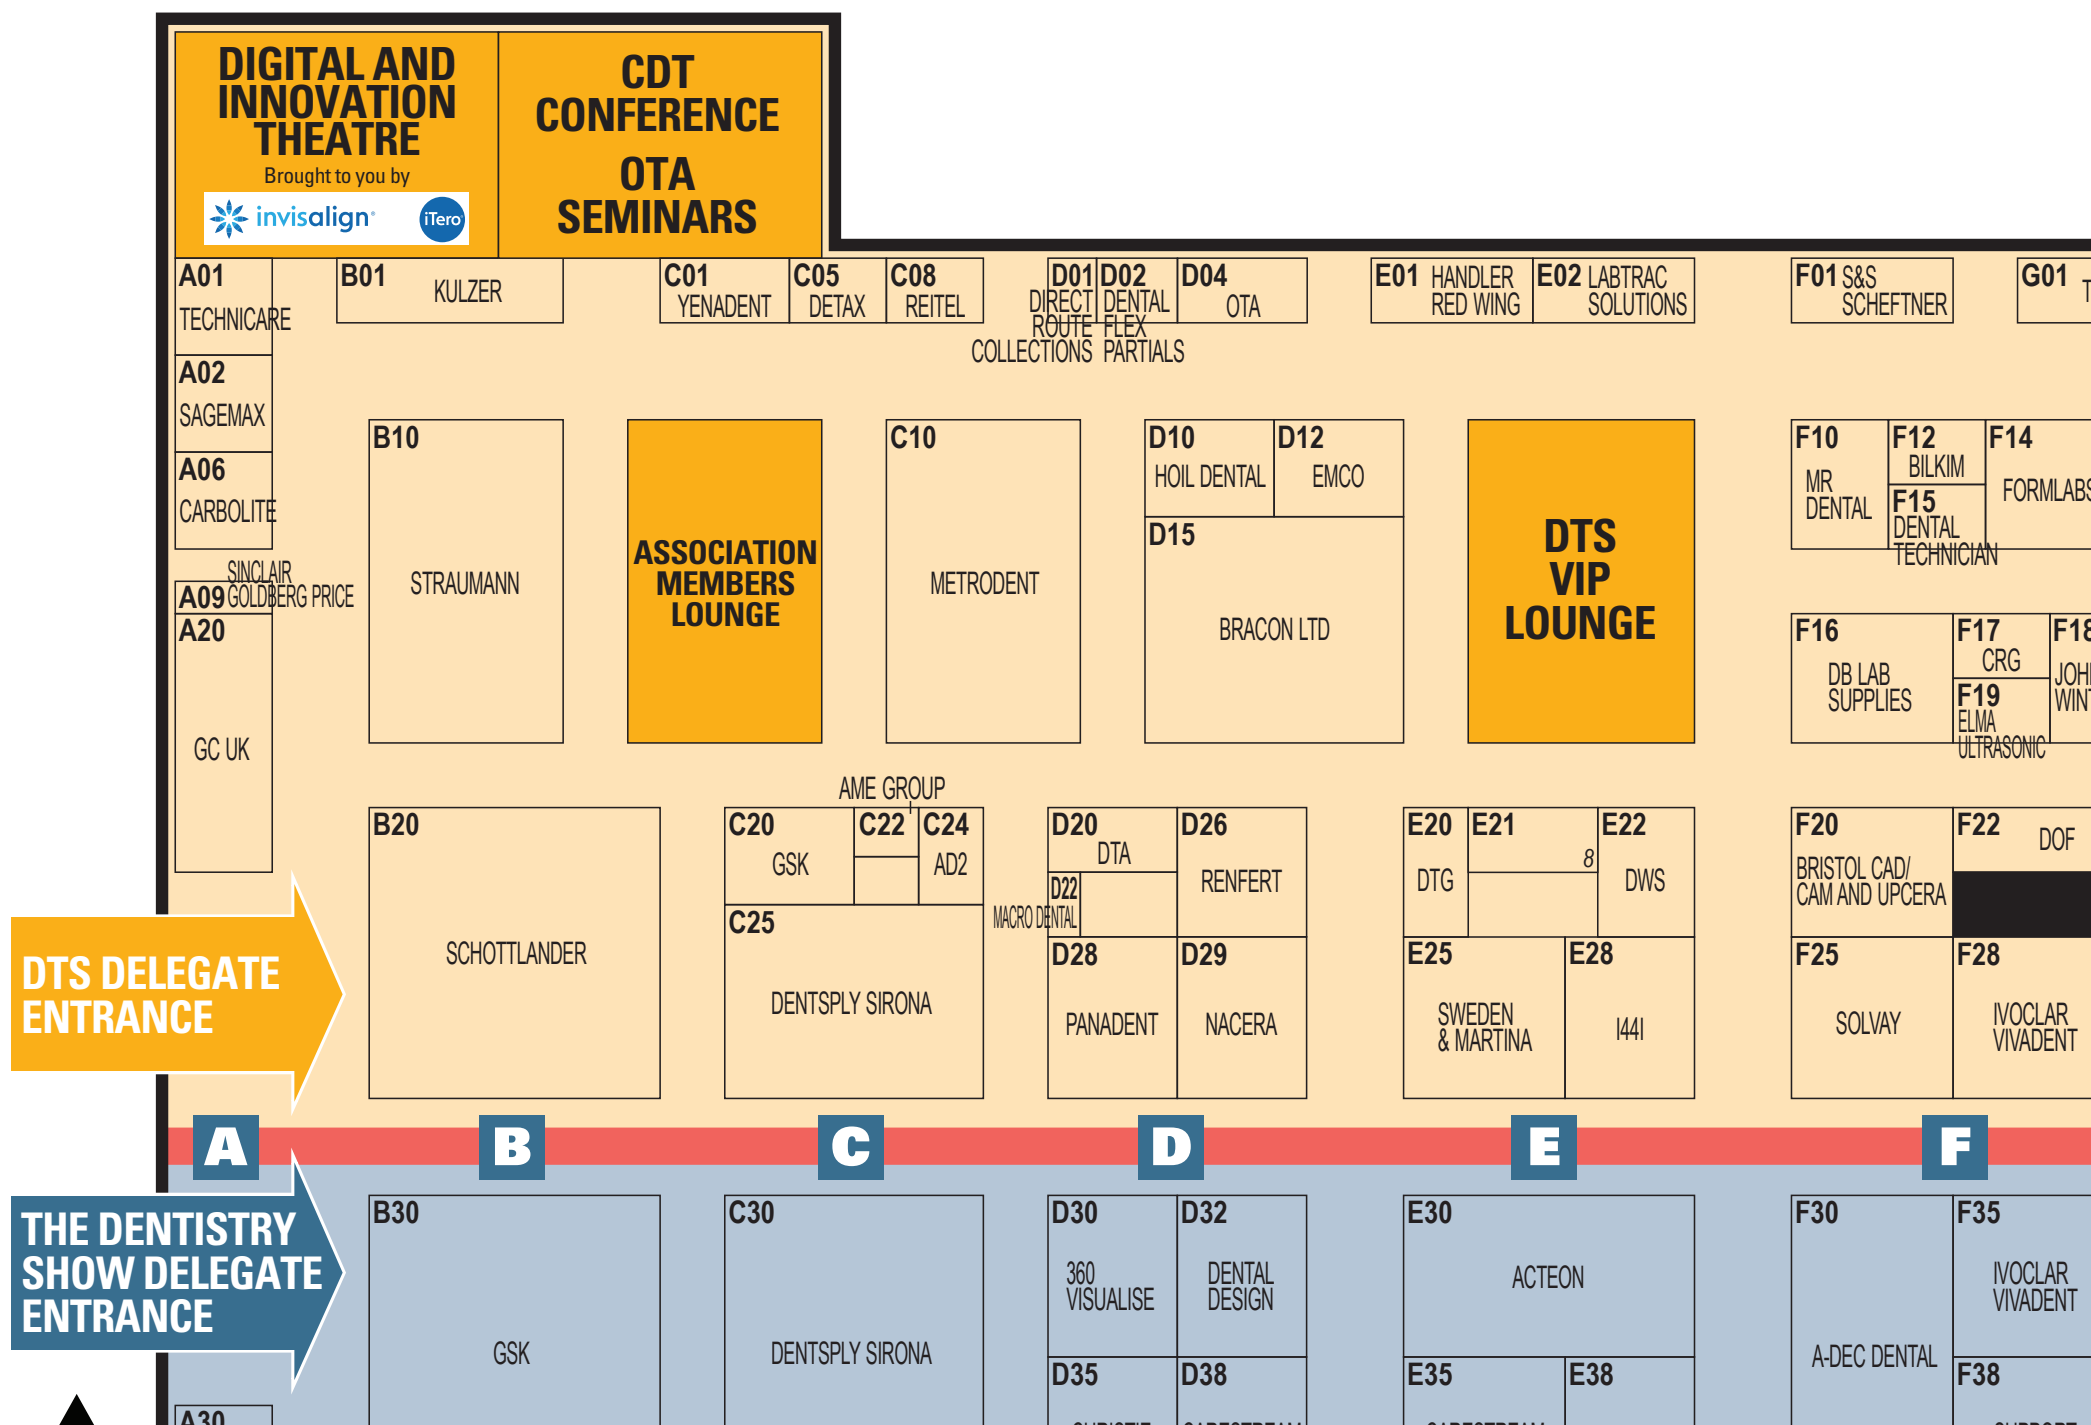 DIGITAL AND
INNOVATION
THEATRE
Brought to you by
invisalign
iTero
CDT
CONFERENCE
OTA
SEMINARS
A01
TECHNICARE
B01
KULZER
C01
YENADENT
C05
DETAX
C08
REITEL
D01
DIRECT
ROUTE
COLLECTIONS
D02
DENTAL
FLEX
PARTIALS
D04
OTA
E01 HANDLER
RED WING
E02 LABTRAC
SOLUTIONS
F01 S&S
SCHEFTNER
G01
A02
SAGEMAX
A06
CARBOLITE
SINCLAIR
A09 GOLDBERG PRICE
A20
GC UK
B10
STRAUMANN
ASSOCIATION
MEMBERS
LOUNGE
C10
METRODENT
D10
HOIL DENTAL
D12
EMCO
D15
BRACON LTD
DTS
VIP
LOUNGE
F10
MR
DENTAL
F12
BILKIM
F15
DENTAL
TECHNICIAN
F14
FORMLABS
F16
DB LAB
SUPPLIES
F17
CRG
F19
ELMA
ULTRASONIC
F18
B20
SCHOTTLANDER
AME GROUP
C20
GSK
C22
C24
AD2
C25
DENTSPLY SIRONA
D20
DTA
D22
MACRO DENTAL
D26
RENFERT
D28
PANADENT
D29
NACERA
E20
DTG
E21
8
E22
DWS
E25
SWEDEN
& MARTINA
E28
I44I
F20
BRISTOL CAD/
CAM AND UPCERA
F22
DOF
F25
SOLVAY
F28
IVOCLAR
VIVADENT
DTS DELEGATE
ENTRANCE
A
B
C
D
E
F
THE DENTISTRY
SHOW DELEGATE
ENTRANCE
B30
GSK
C30
DENTSPLY SIRONA
D30
360
VISUALISE
D32
DENTAL
DESIGN
E30
ACTEON
F30
A-DEC DENTAL
F35
IVOCLAR
VIVADENT
A30
D35
D38
E35
E38
F38